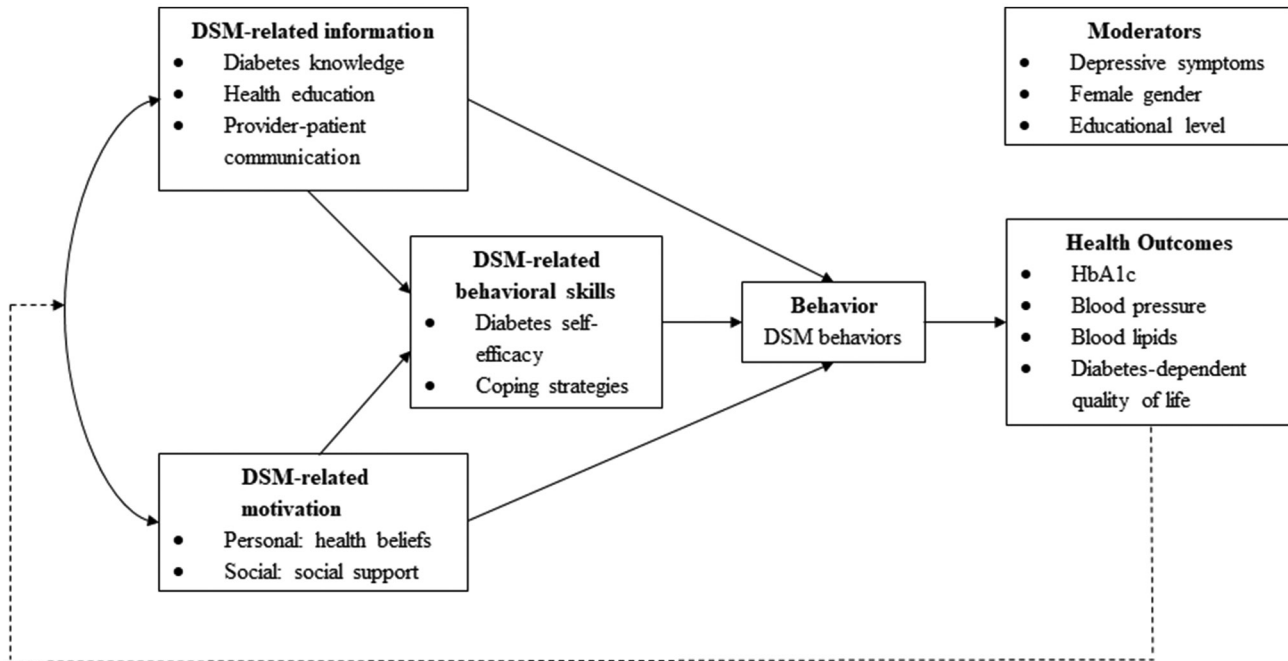 DSM-related information
● Diabetes knowledge
● Health education
● Provider-patient
communication
Moderators
● Depressive symptoms
● Female gender
● Educational level
DSM-related
behavioral skills
● Diabetes self-
efficacy
● Coping strategies
Behavior
DSM behaviors
Health Outcomes
● HbA1c
● Blood pressure
● Blood lipids
● Diabetes-dependent
quality of life
DSM-related
motivation
● Personal: health beliefs
● Social: social support